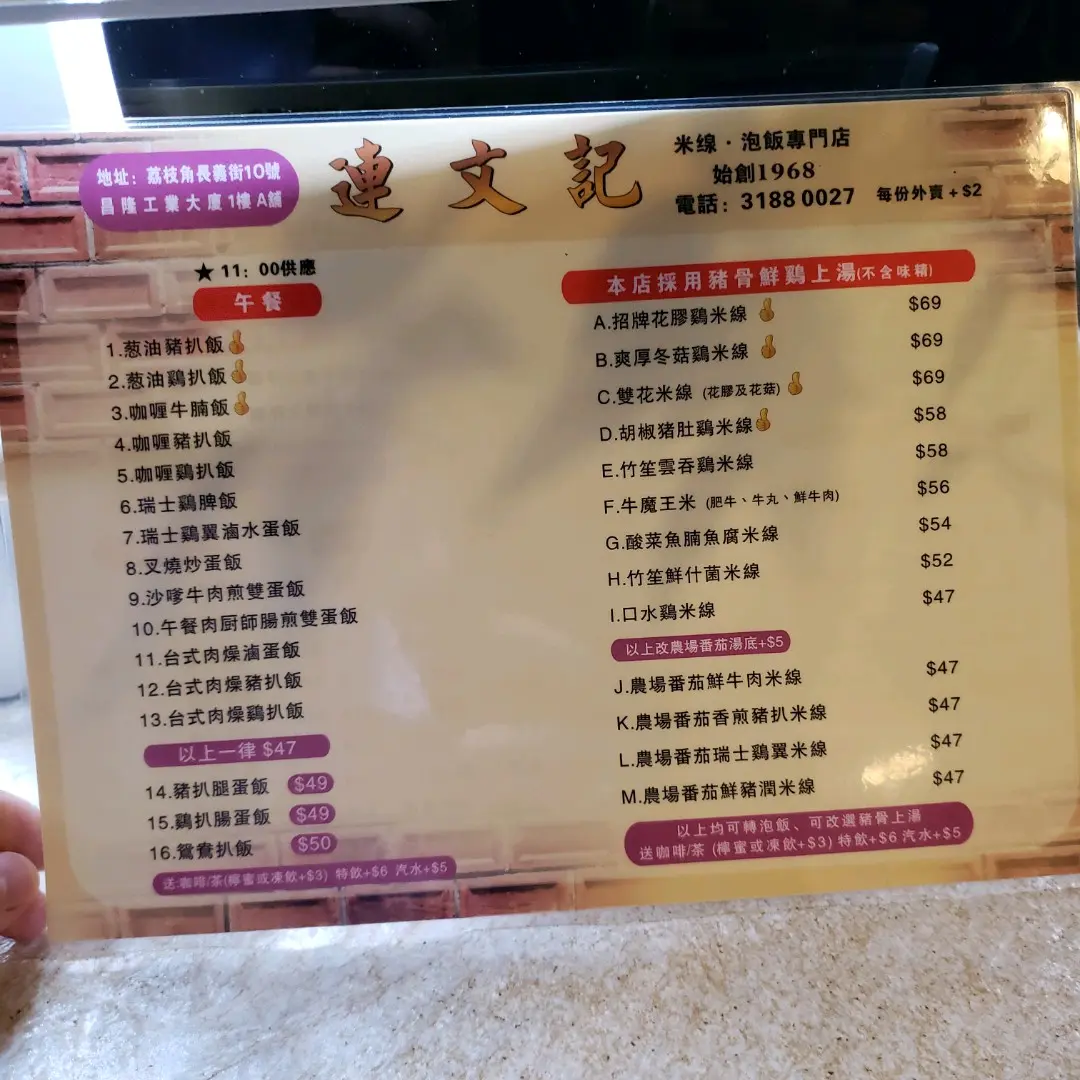 地址：荔枝角長義街10號
昌隆工業大廈1樓A舖
連文記
米线·泡飯專門店
始創1968
電話：3188 0027 每份外賣+$2
★11：00供應
午餐
1.葱油豬扒飯
2.葱油鷄扒飯
3.咖喱牛腩飯
4.咖喱豬扒飯
5.咖喱鷄扒飯
6.瑞士鷄脾飯
7.瑞士鷄翼滷水蛋飯
8.叉燒炒蛋飯
9.沙嗲牛肉煎雙蛋飯
10.午餐肉厨師腸煎雙蛋飯
11.台式肉燥滷蛋飯
12.台式肉燥豬扒飯
13.台式肉燥鷄扒飯
以上一律 $47
14.豬扒腿蛋飯 $49
15.鷄扒腸蛋飯 $49
16.鴛鴦扒飯 $50
送:咖啡/茶(檸蜜或凍飲+$3) 特飲+$6 汽水+$5
本店採用豬骨鮮鷄上湯(不含味精)
A.招牌花膠鷄米線 $69
B.爽厚冬菇鷄米線 $69
C.雙花米線 (花膠及花菇) $69
D.胡椒猪肚鷄米線 $58
E.竹笙雲吞鷄米線 $58
F.牛魔王米 (肥牛、牛丸、鮮牛肉) $56
G.酸菜魚腩魚腐米線 $54
H.竹笙鮮什菌米線 $52
I.口水鷄米線 $47
以上改農場番茄湯底+$5
J.農場番茄鮮牛肉米線 $47
K.農場番茄香煎豬扒米線 $47
L.農場番茄瑞士鷄翼米線 $47
M.農場番茄鮮豬潤米線 $47
以上均可轉泡飯、可改選豬骨上湯
送咖啡/茶 (檸蜜或凍飲+$3) 特飲+$6 汽水+$5